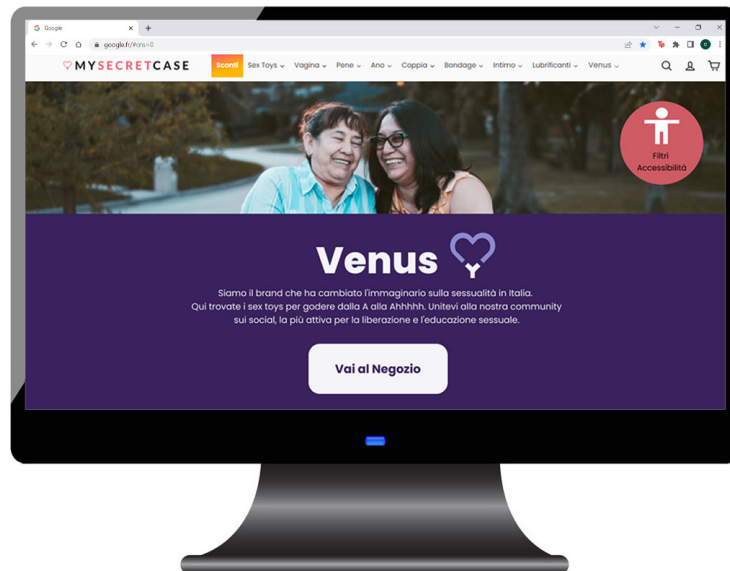 Google
google.fr/#cns=0
MYSECRETCASE Sconti Sex Toys Vagina Pene Ano Coppia Bondage Intimo Lubrificanti Venus
Filtri
Accessibilità
Venus
Siamo il brand che ha cambiato l'immaginario sulla sessualità in Italia.
Qui trovate i sex toys per godere dalla A alla Ahhhhh. Unitevi alla nostra community
sui social, la più attiva per la liberazione e l'educazione sessuale.
Vai al Negozio